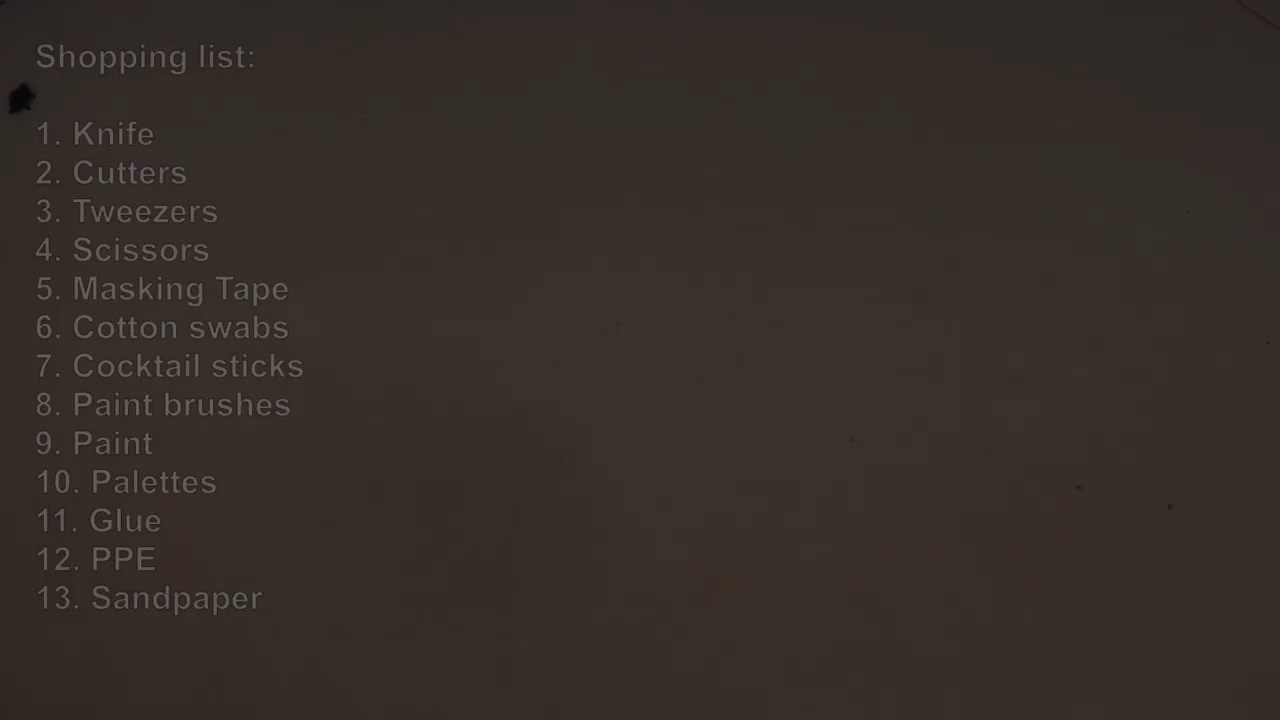 Shopping list:
1. Knife
2. Cutters
3. Tweezers
4. Scissors
5. Masking Tape
6. Cotton swabs
7. Cocktail sticks
8. Paint brushes
9. Paint
10. Palettes
11. Glue
12. PPE
13. Sandpaper